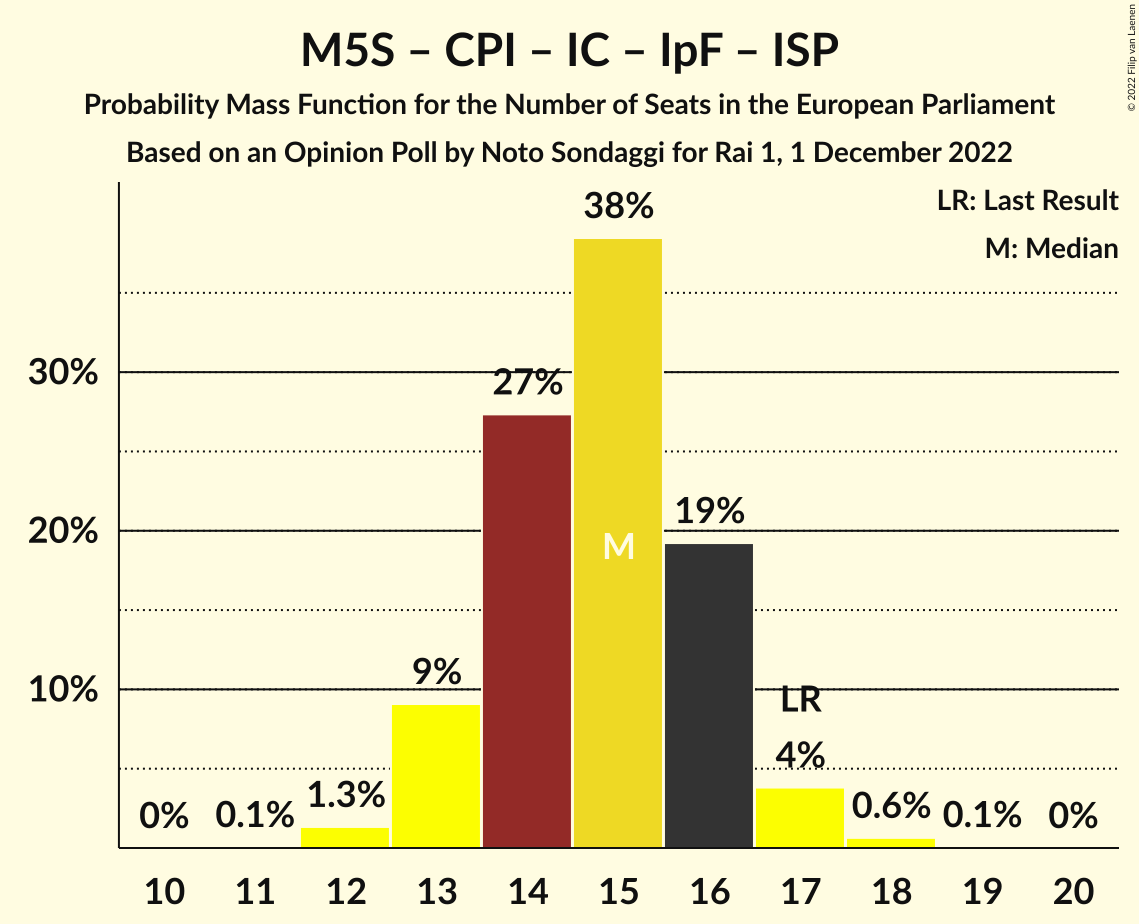 M5S – CPI – IC – IpF – ISP
Probability Mass Function for the Number of Seats in the European Parliament
Based on an Opinion Poll by Noto Sondaggi for Rai 1, 1 December 2022
© 2022 Filip van Laenen
LR: Last Result
M: Median
30%
20%
10%
0%
0.1%
1.3%
9%
27%
38%
M
19%
LR
4%
0.6%
0.1%
0%
10 11 12 13 14 15 16 17 18 19 20